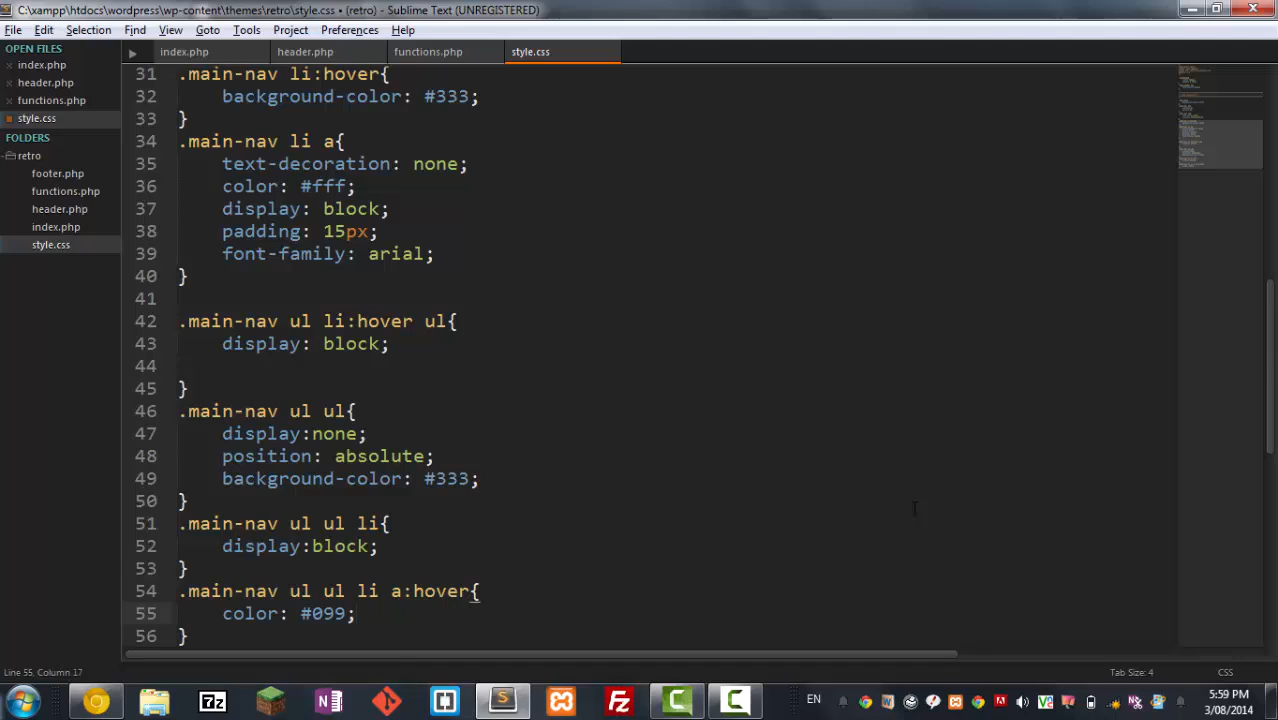 C:\xampp\htdocs\wordpress\wp-content\themes\retro\style.css • (retro) - Sublime Text (UNREGISTERED)
File Edit Selection Find View Goto Tools Project Preferences Help
OPEN FILES
index.php
header.php
functions.php
style.css
FOLDERS
retro
footer.php
functions.php
header.php
index.php
style.css
index.php header.php functions.php style.css
31 .main-nav li:hover{
32 background-color: #333;
33 }
34 .main-nav li a{
35 text-decoration: none;
36 color: #fff;
37 display: block;
38 padding: 15px;
39 font-family: arial;
40 }
41
42 .main-nav ul li:hover ul{
43 display: block;
44
45 }
46 .main-nav ul ul{
47 display:none;
48 position: absolute;
49 background-color: #333;
50 }
51 .main-nav ul ul li{
52 display:block;
53 }
54 .main-nav ul ul li a:hover{
55 color: #099;
56 }
Line 55, Column 17 Tab Size: 4 CSS
7z
EN
5:59 PM
3/08/2014